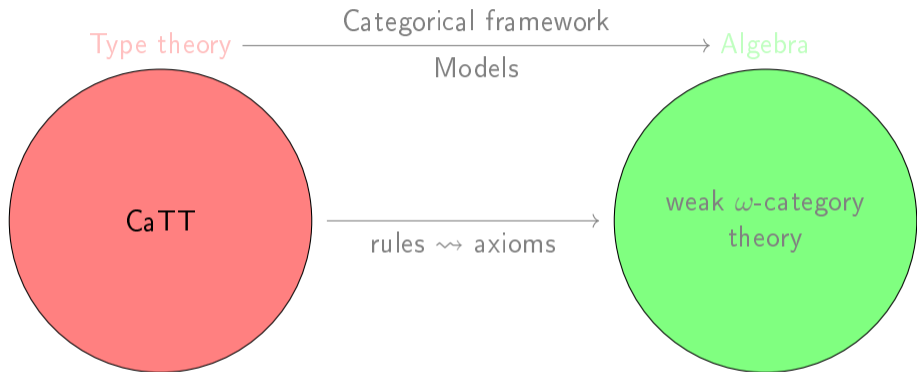 Categorical framework
Type theory
Algebra
Models
CaTT
weak ω-category
theory
rules ⇝ axioms